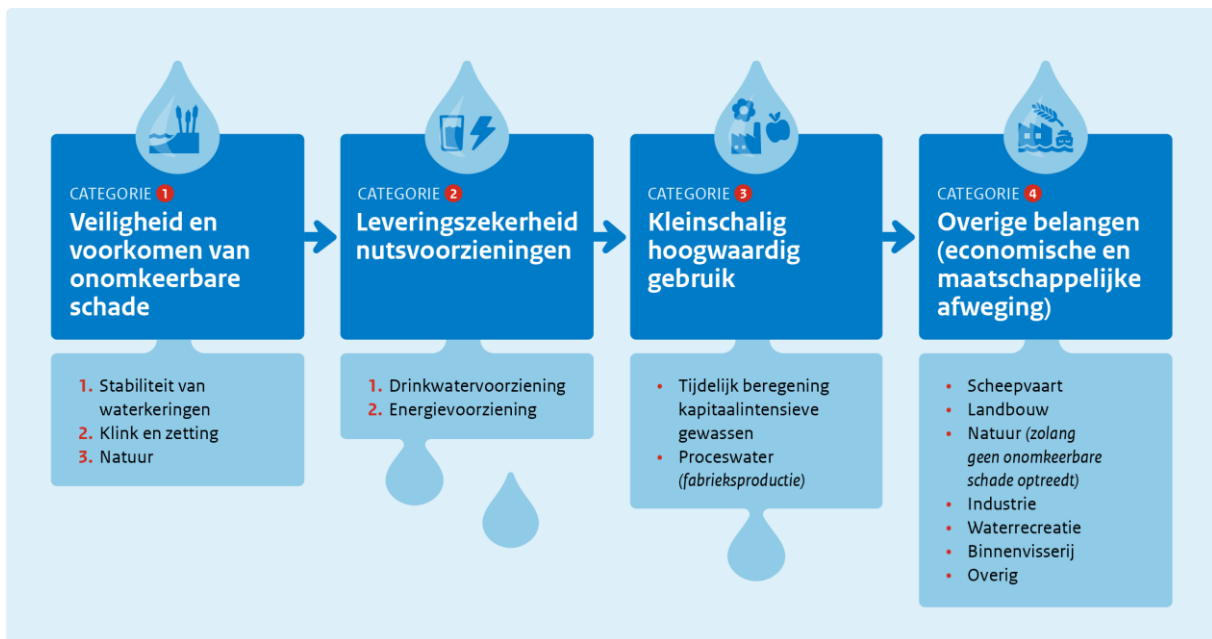 CATEGORIE 1
Veiligheid en
voorkomen van
onomkeerbare
schade
1. Stabiliteit van
waterkeringen
2. Klink en zetting
3. Natuur
CATEGORIE 2
Leveringszekerheid
nutsvoorzieningen
1. Drinkwatervoorziening
2. Energievoorziening
CATEGORIE 3
Kleinschalig
hoogwaardig
gebruik
• Tijdelijk beregening
kapitaalintensieve
gewassen
• Proceswater
(fabrieksproductie)
CATEGORIE 4
Overige belangen
(economische en
maatschappelijke
afweging)
• Scheepvaart
• Landbouw
• Natuur (zolang
geen onomkeerbare
schade optreedt)
• Industrie
• Waterrecreatie
• Binnenvisserij
• Overig